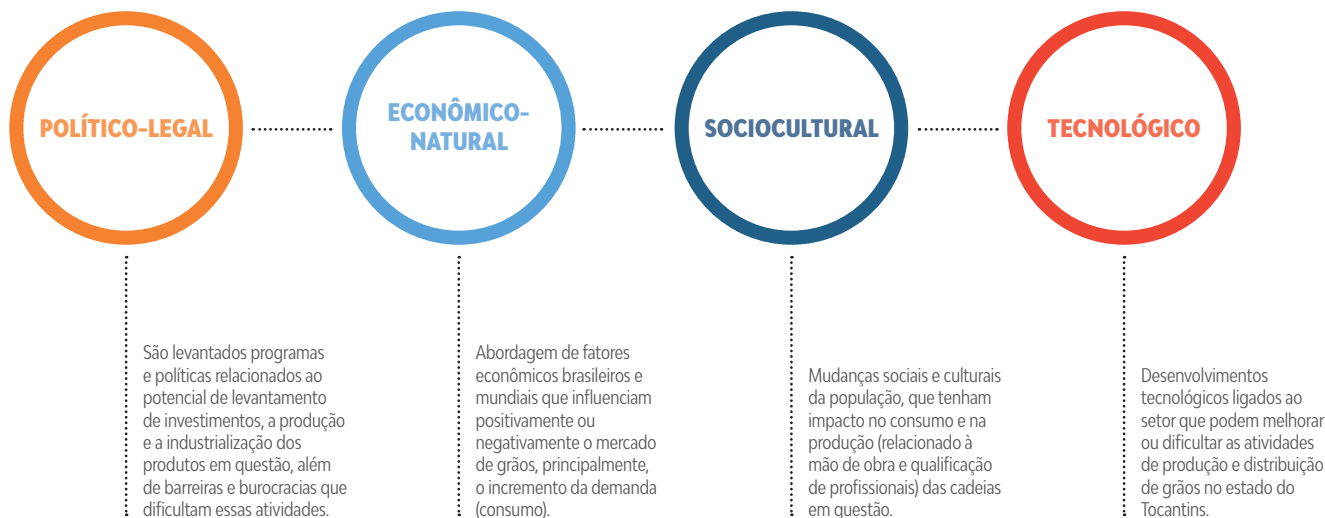 POLÍTICO-LEGAL
ECONÔMICO-
NATURAL
SOCIOCULTURAL
TECNOLÓGICO
São levantados programas
e políticas relacionados ao
potencial de levantamento
de investimentos, a produção
e a industrialização dos
produtos em questão, além
de barreiras e burocracias que
dificultam essas atividades.
Abordagem de fatores
econômicos brasileiros e
mundiais que influenciam
positivamente ou
negativamente o mercado
de grãos, principalmente,
o incremento da demanda
(consumo).
Mudanças sociais e culturais
da população, que tenham
impacto no consumo e na
produção (relacionado à
mão de obra e qualificação
de profissionais) das cadeias
em questão.
Desenvolvimentos
tecnológicos ligados ao
setor que podem melhorar
ou dificultar as atividades
de produção e distribuição
de grãos no estado do
Tocantins.